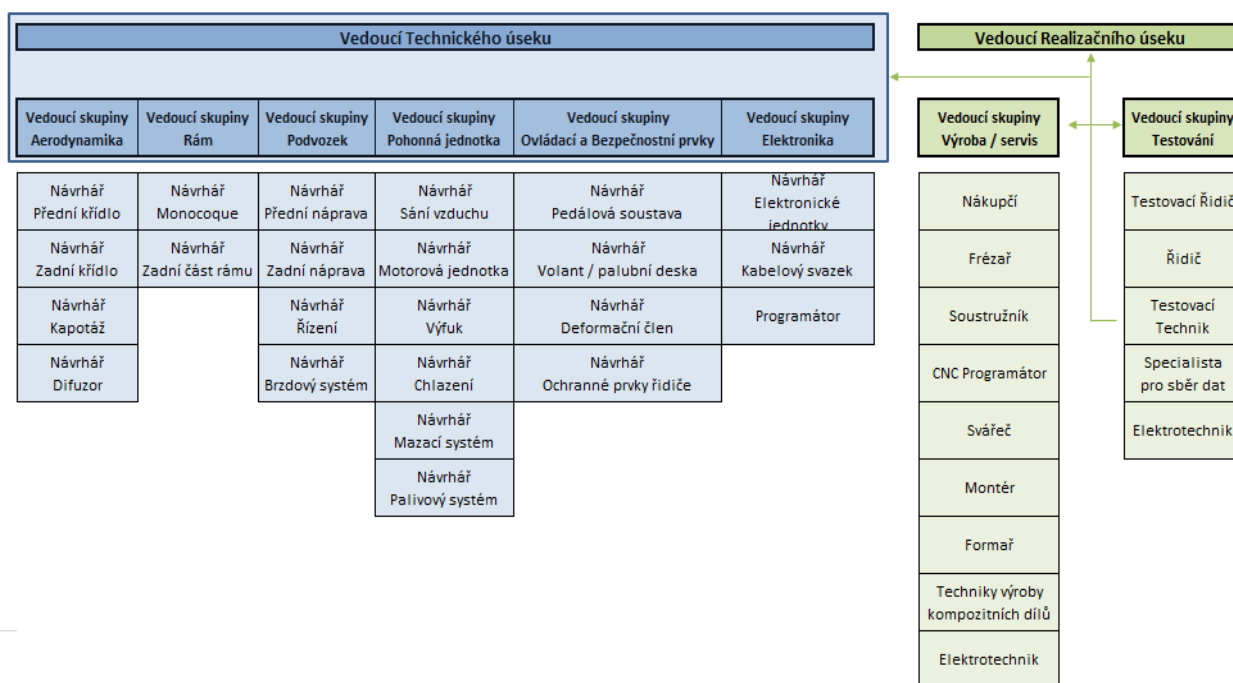 Vedoucí Technického úseku
Vedoucí Realizačního úseku
Vedoucí skupiny
Aerodynamika
Vedoucí skupiny
Rám
Vedoucí skupiny
Podvozek
Vedoucí skupiny
Pohonná jednotka
Vedoucí skupiny
Ovládací a Bezpečnostní prvky
Vedoucí skupiny
Elektronika
Vedoucí skupiny
Výroba / servis
Vedoucí skupiny
Testování
Návrhář
Přední křídlo
Návrhář
Zadní křídlo
Návrhář
Kapotáž
Návrhář
Difuzor
Návrhář
Monocoque
Návrhář
Zadní část rámu
Návrhář
Přední náprava
Návrhář
Zadní náprava
Návrhář
Řízení
Návrhář
Brzdový systém
Návrhář
Sání vzduchu
Návrhář
Motorová jednotka
Návrhář
Výfuk
Návrhář
Chlazení
Návrhář
Mazací systém
Návrhář
Palivový systém
Návrhář
Pedálová soustava
Návrhář
Volant / palubní deska
Návrhář
Deformační člen
Návrhář
Ochranné prvky řidiče
Návrhář
Elektronické
jednotky
Návrhář
Kabelový svazek
Programátor
Nákupčí
Frézař
Soustružník
CNC Programátor
Svářeč
Montér
Formař
Techniky výroby
kompozitních dílů
Elektrotechnik
Testovací Řidič
Řidič
Testovací
Technik
Specialista
pro sběr dat
Elektrotechnik